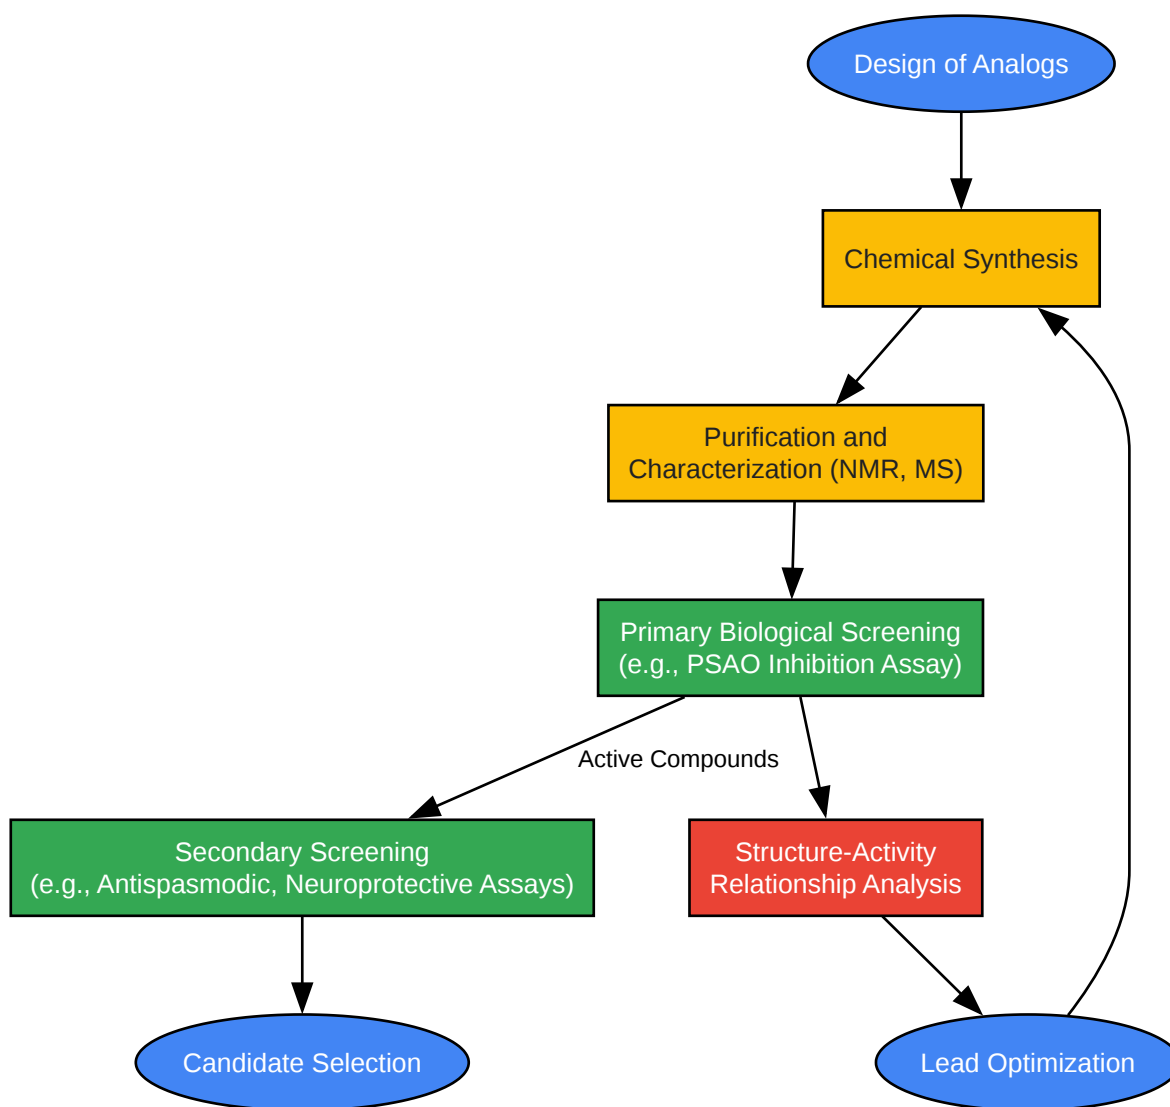 Design of Analogs
Chemical Synthesis
Purification and
Characterization (NMR, MS)
Primary Biological Screening
(e.g., PSAO Inhibition Assay)
Active Compounds
Secondary Screening
(e.g., Antispasmodic, Neuroprotective Assays)
Structure-Activity
Relationship Analysis
Candidate Selection
Lead Optimization